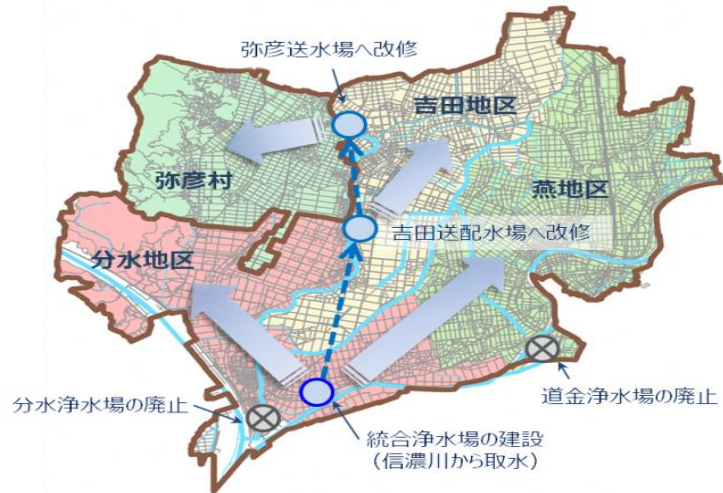 弥彦送水場へ改修
吉田地区
弥彦村
燕地区
吉田送配水場へ改修
分水地区
道金浄水場の廃止
分水浄水場の廃止
統合浄水場の建設
（信濃川から取水）